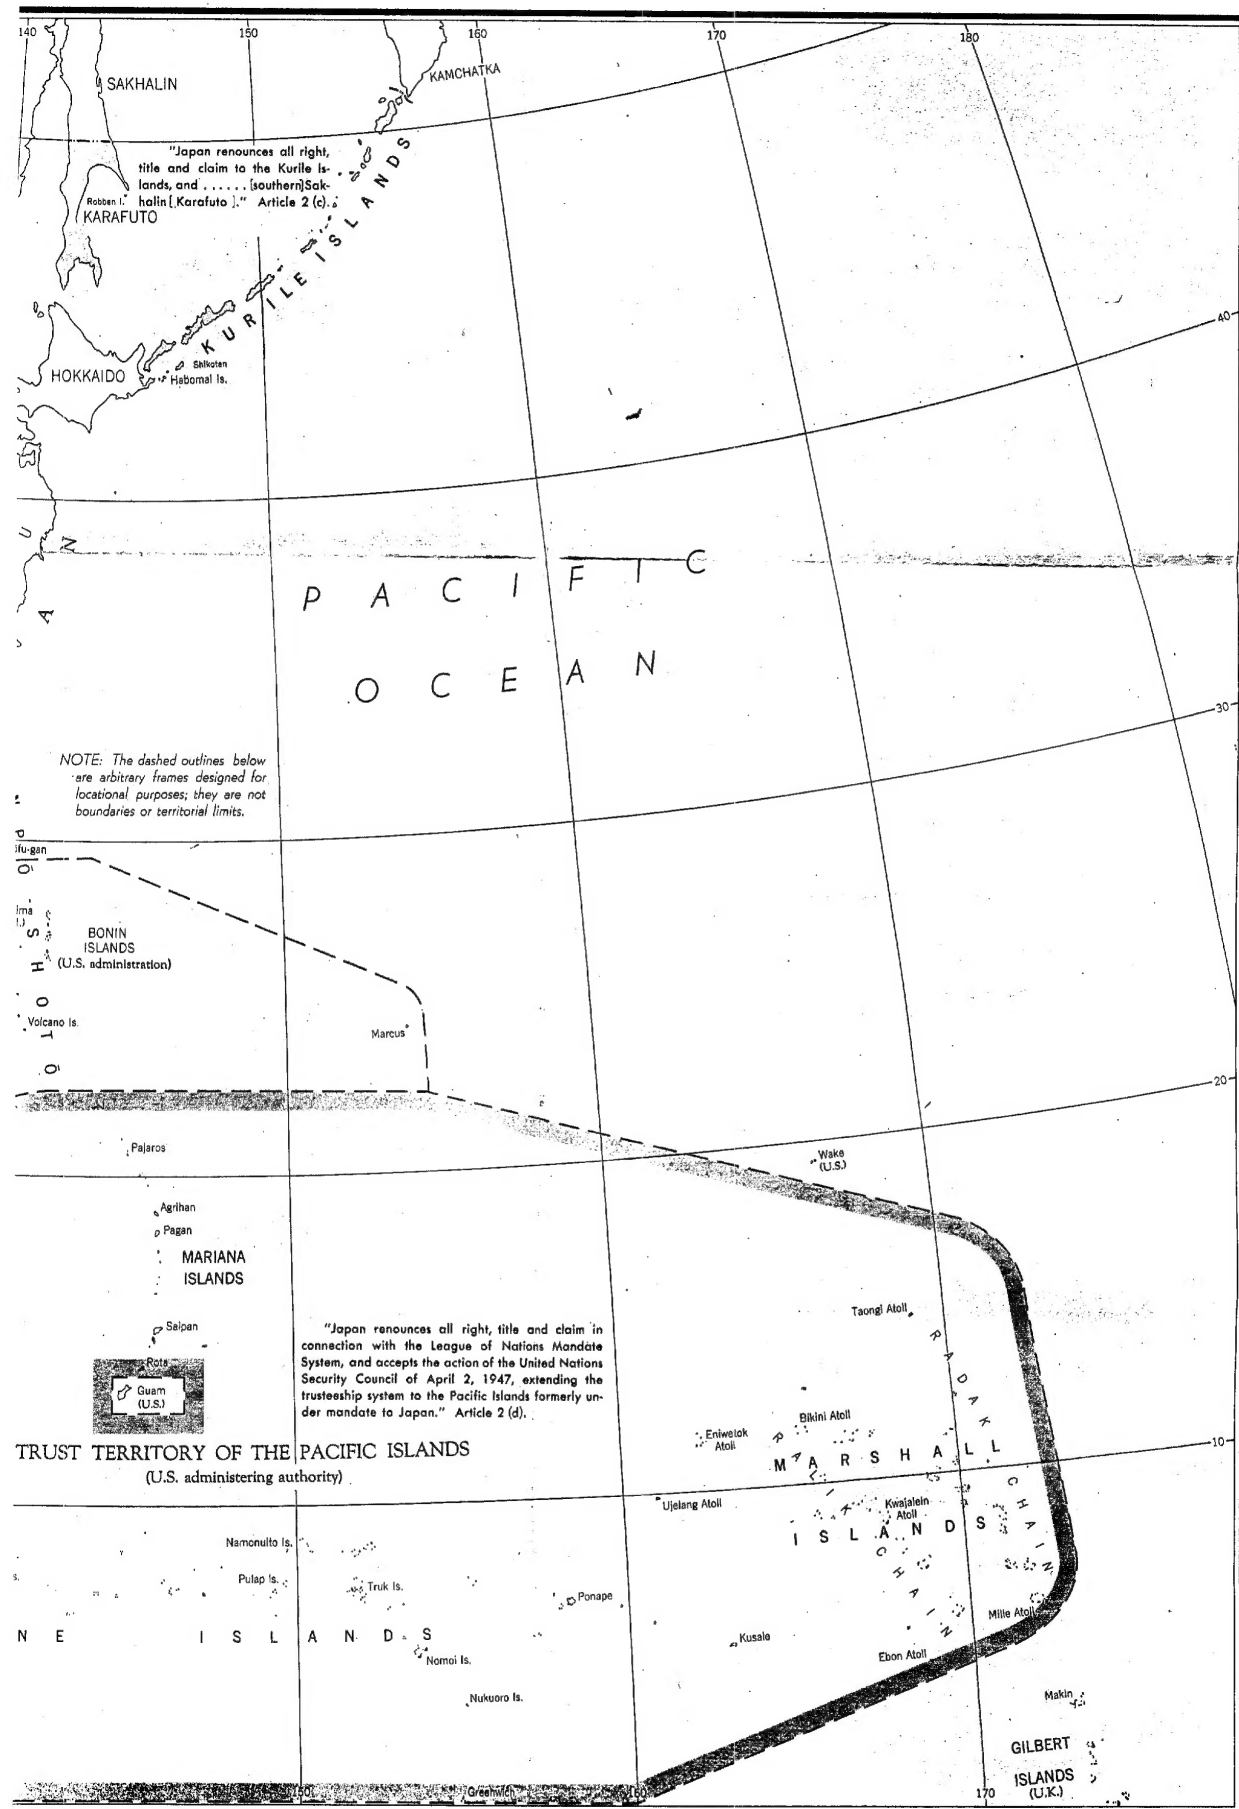 140
150
160
170
180
SAKHALIN
KAMCHATKA
"Japan renounces all right,
title and claim to the Kurile Is-
lands, and . . . . . . [southern]Sak-
halin [ Karafuto ]." Article 2 (c).
Robben I.
KARAFUTO
KURILE ISLANDS
40
Shikotan
HOKKAIDO
Habomai Is.
PACIFIC
OCEAN
30
NOTE: The dashed outlines below
are arbitrary frames designed for
locational purposes; they are not
boundaries or territorial limits.
BONIN
ISLANDS
(U.S. administration)
Volcano Is.
Marcus
20
Pajaros
Wake
(U.S.)
Agrihan
Pagan
MARIANA
ISLANDS
Taongi Atoll
Saipan
"Japan renounces all right, title and claim in
connection with the League of Nations Mandate
System, and accepts the action of the United Nations
Security Council of April 2, 1947, extending the
trusteeship system to the Pacific Islands formerly un-
der mandate to Japan." Article 2 (d).
RADAK CHAIN
Rota
Guam
(U.S.)
Bikini Atoll
Eniwetok
Atoll
RALIK CHAIN
10
TRUST TERRITORY OF THE PACIFIC ISLANDS
(U.S. administering authority)
MARSHALL
ISLANDS
Ujelang Atoll
Kwajalein
Atoll
Namonuito Is.
Pulap Is.
Truk Is.
Ponape
Mille Atoll
NE ISLANDS
Kusaie
Ebon Atoll
Nomoi Is.
Nukuoro Is.
Makin
GILBERT
ISLANDS
(U.K.)
Greenwich
150
160
170